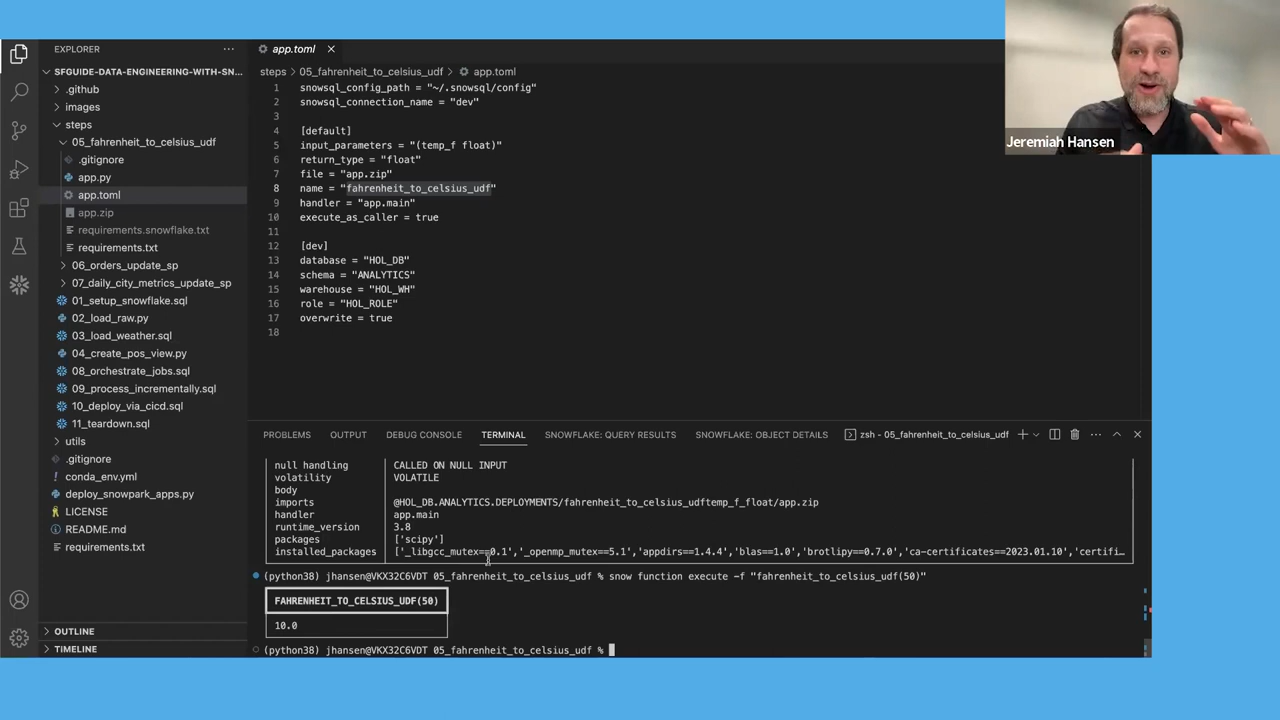 EXPLORER
···
app.toml
Jeremiah Hansen
SFGUIDE-DATA-ENGINEERING-WITH-SN...
.github
images
steps
05_fahrenheit_to_celsius_udf
.gitignore
app.py
app.toml
app.zip
requirements.snowflake.txt
requirements.txt
06_orders_update_sp
07_daily_city_metrics_update_sp
01_setup_snowflake.sql
02_load_raw.py
03_load_weather.sql
04_create_pos_view.py
08_orchestrate_jobs.sql
09_process_incrementally.sql
10_deploy_via_cicd.sql
11_teardown.sql
utils
.gitignore
conda_env.yml
deploy_snowpark_apps.py
LICENSE
README.md
requirements.txt
OUTLINE
TIMELINE
steps > 05_fahrenheit_to_celsius_udf > app.toml
1 snowsql_config_path = "~/.snowsql/config"
2 snowsql_connection_name = "dev"
3
4 [default]
5 input_parameters = "(temp_f float)"
6 return_type = "float"
7 file = "app.zip"
8 name = "fahrenheit_to_celsius_udf"
9 handler = "app.main"
10 execute_as_caller = true
11
12 [dev]
13 database = "HOL_DB"
14 schema = "ANALYTICS"
15 warehouse = "HOL_WH"
16 role = "HOL_ROLE"
17 overwrite = true
18
PROBLEMS OUTPUT DEBUG CONSOLE TERMINAL SNOWFLAKE: QUERY RESULTS SNOWFLAKE: OBJECT DETAILS zsh - 05_fahrenheit_to_celsius_udf
null handling CALLED ON NULL INPUT
volatility VOLATILE
body
imports @HOL_DB.ANALYTICS.DEPLOYMENTS/fahrenheit_to_celsius_udftemp_f_float/app.zip
handler app.main
runtime_version 3.8
packages ['scipy']
installed_packages ['_libgcc_mutex==0.1','_openmp_mutex==5.1','appdirs==1.4.4','blas==1.0','brotlipy==0.7.0','ca-certificates==2023.01.10','certifi…
(python38) jhansen@VKX32C6VDT 05_fahrenheit_to_celsius_udf % snow function execute -f "fahrenheit_to_celsius_udf(50)"
FAHRENHEIT_TO_CELSIUS_UDF(50)
10.0
(python38) jhansen@VKX32C6VDT 05_fahrenheit_to_celsius_udf %